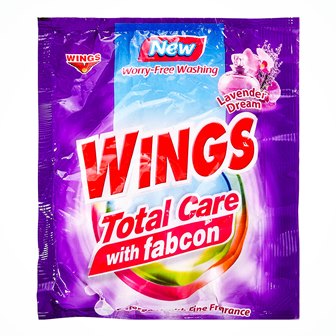 WINGS
New
Worry-Free Washing
Lavender
Dream
WINGS
Total Care
with fabcon
Fine Fragrance